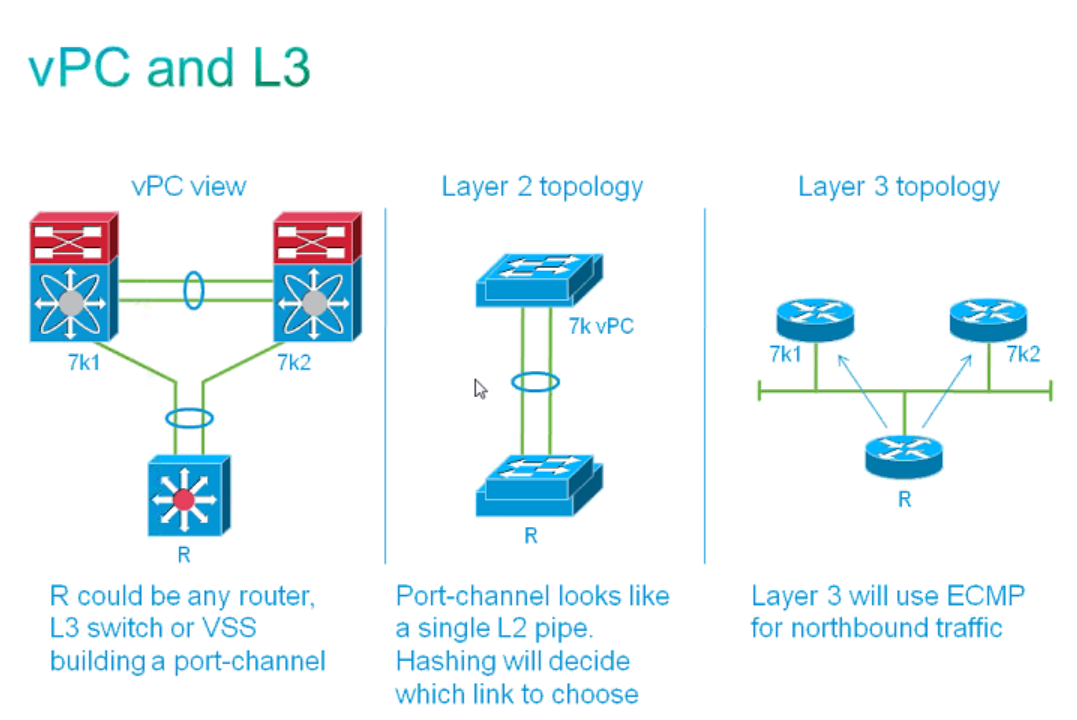 vPC and L3
vPC view
7k1
7k2
R
R could be any router,
L3 switch or VSS
building a port-channel
Layer 2 topology
7k vPC
R
Port-channel looks like
a single L2 pipe.
Hashing will decide
which link to choose
Layer 3 topology
7k1
7k2
R
Layer 3 will use ECMP
for northbound traffic